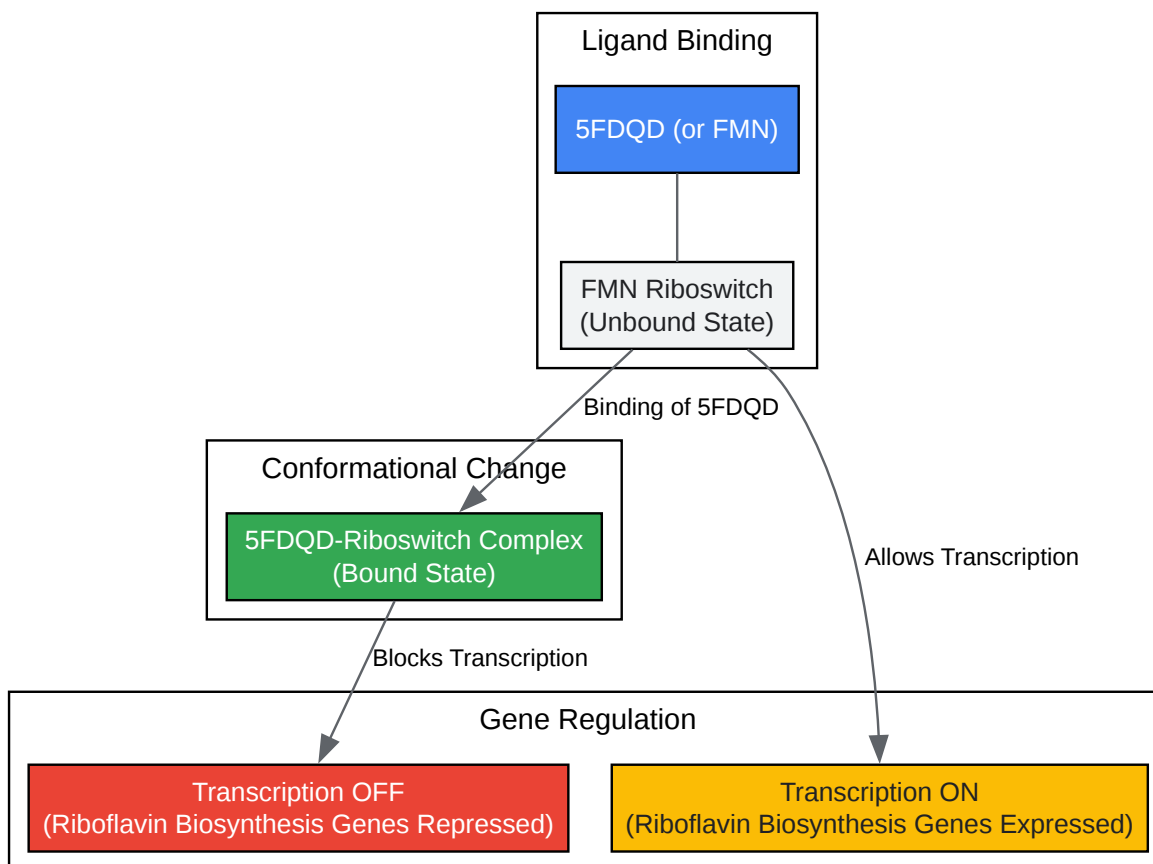 Ligand Binding
5FDQD (or FMN)
FMN Riboswitch
(Unbound State)
Binding of 5FDQD
Conformational Change
5FDQD-Riboswitch Complex
(Bound State)
Allows Transcription
Blocks Transcription
Gene Regulation
Transcription OFF
(Riboflavin Biosynthesis Genes Repressed)
Transcription ON
(Riboflavin Biosynthesis Genes Expressed)